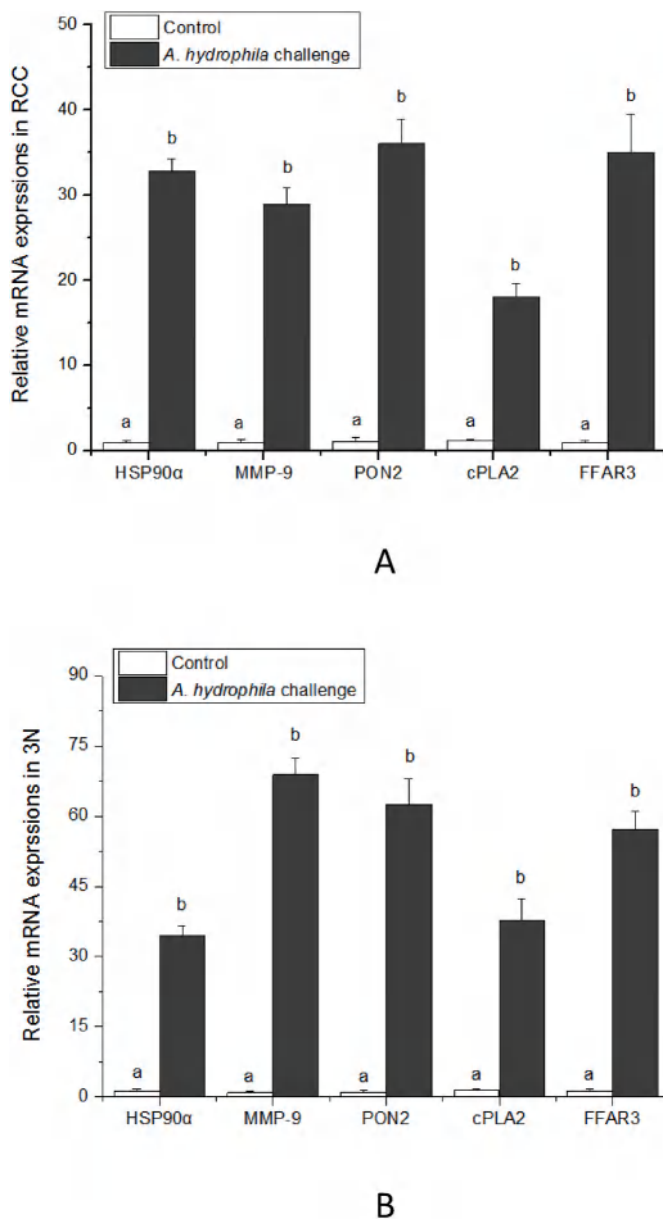 Control
A. hydrophila challenge
50
40
30
20
10
0
Relative mRNA exprssions in RCC
b
b
b
b
b
a
a
a
a
a
HSP90α
MMP-9
PON2
cPLA2
FFAR3
A
Control
A. hydrophila challenge
90
75
60
45
30
15
0
Relative mRNA exprssions in 3N
b
b
b
b
b
a
a
a
a
a
HSP90α
MMP-9
PON2
cPLA2
FFAR3
B